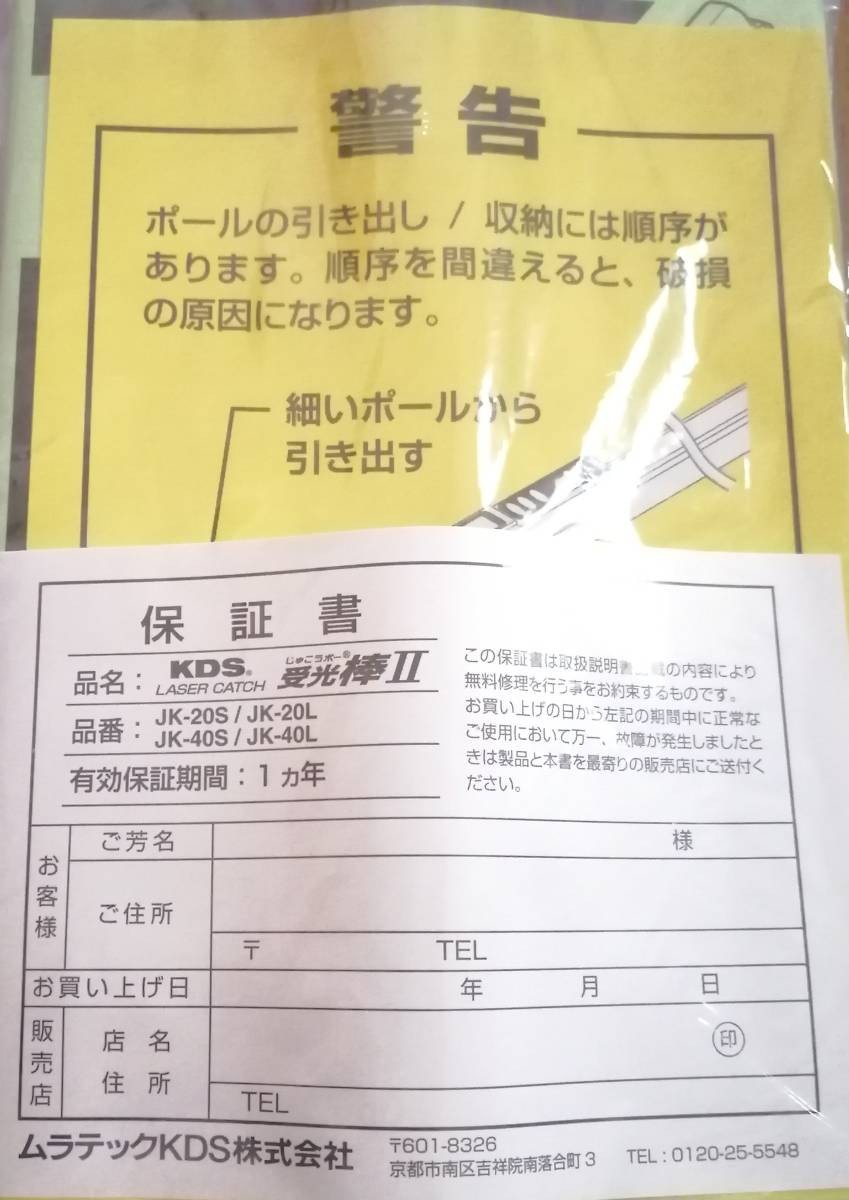 警告
ポールの引き出し / 収納には順序が
あります。順序を間違えると、破損
の原因になります。
細いポールから
引き出す
保証書
品名： KDS® LASER CATCH じゅこうボー® 受光棒II
品番： JK-20S / JK-20L
JK-40S / JK-40L
有効保証期間：1ヵ年
この保証書は取扱説明書 載の内容により
無料修理を行う事をお約束するものです。
お買い上げの日から左記の期間中に正常な
ご使用において万一、故障が発生しましたと
きは製品と本書を最寄りの販売店にご送付く
ださい。
お客様
ご芳名 様
ご住所
〒 TEL
お買い上げ日 年 月 日
販売店
店名 印
住所
TEL
ムラテックKDS株式会社
〒601-8326
京都市南区吉祥院南落合町3 TEL：0120-25-5548